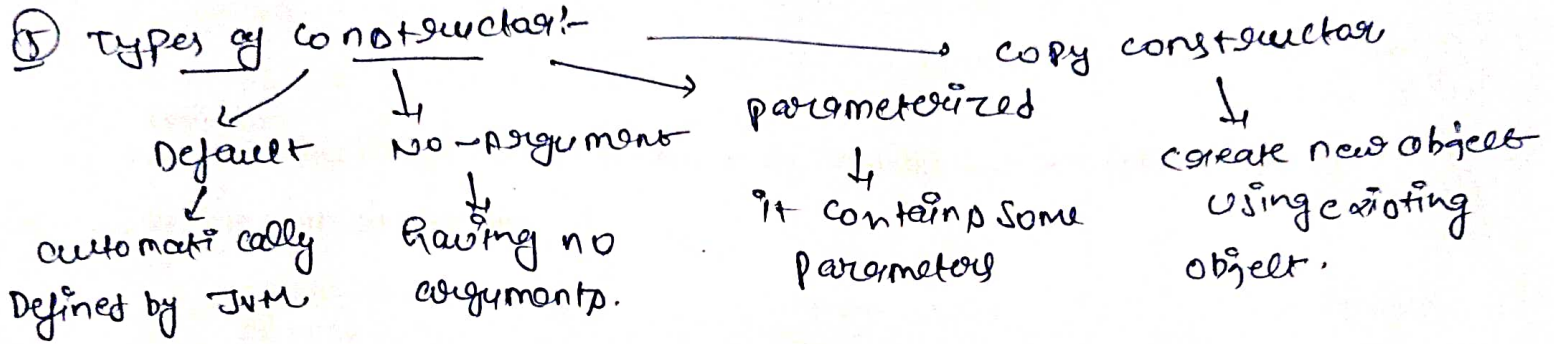 5 Types of constructor:-
Default
automatically
Defined by JVM
No-Argument
having no
arguments.
parameterized
it contains some
parameters
copy constructor
create new object
using existing
object.